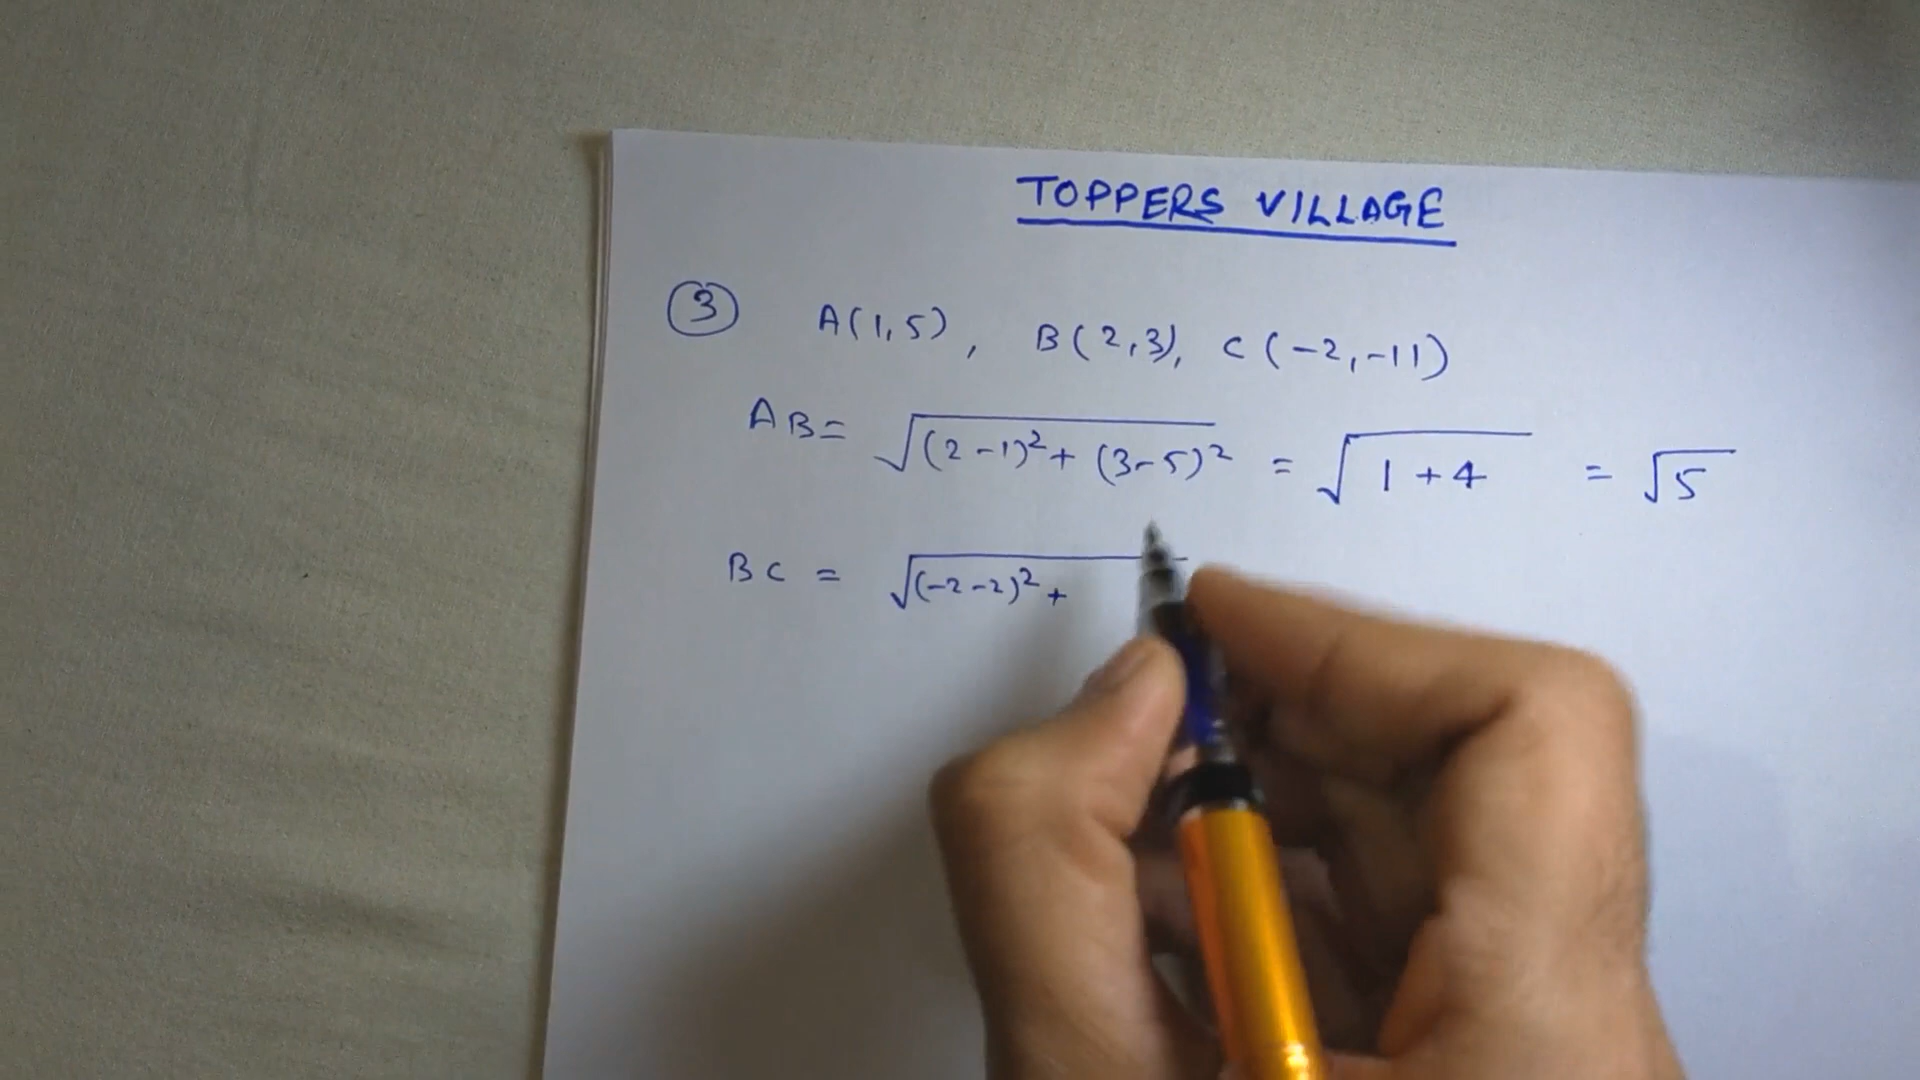 TOPPERS VILLAGE
③ A(1,5), B(2,3), C(-2,-11)
AB= √(2-1)²+(3-5)² = √1+4 = √5
BC = √(-2-2)²+